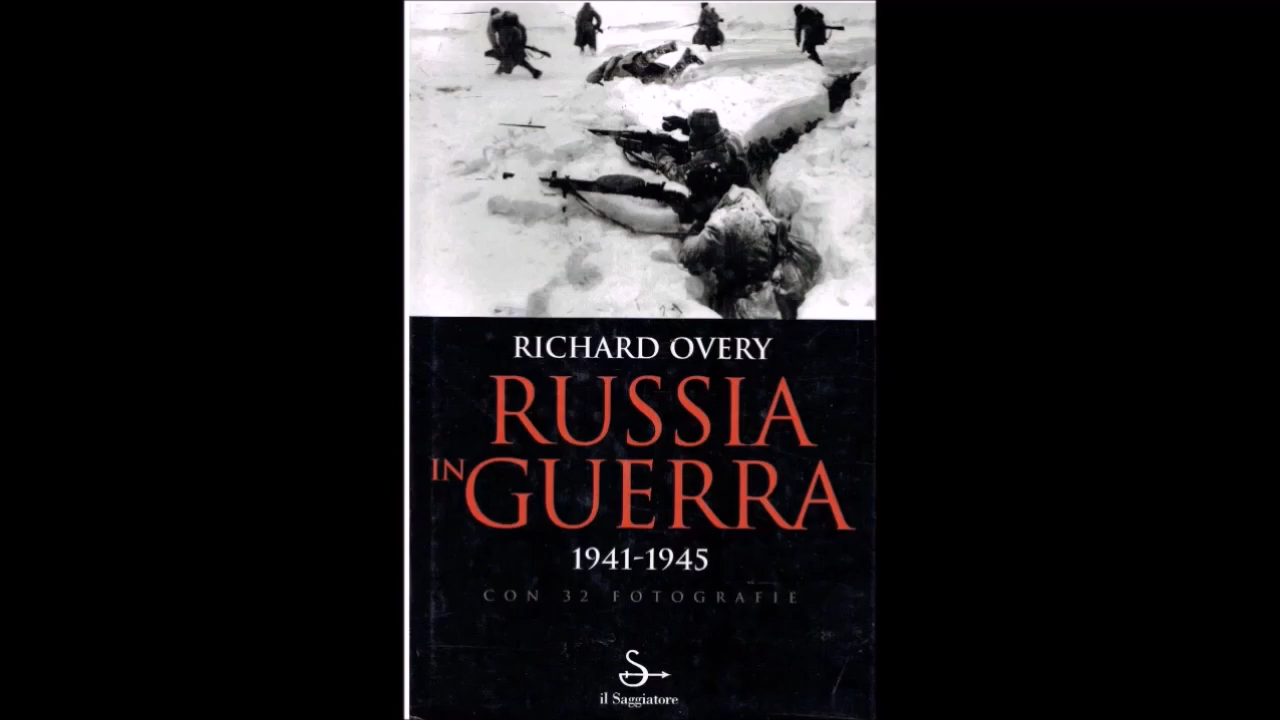 RICHARD OVERY
RUSSIA
IN GUERRA
1941-1945
CON 32 FOTOGRAFIE
il Saggiatore